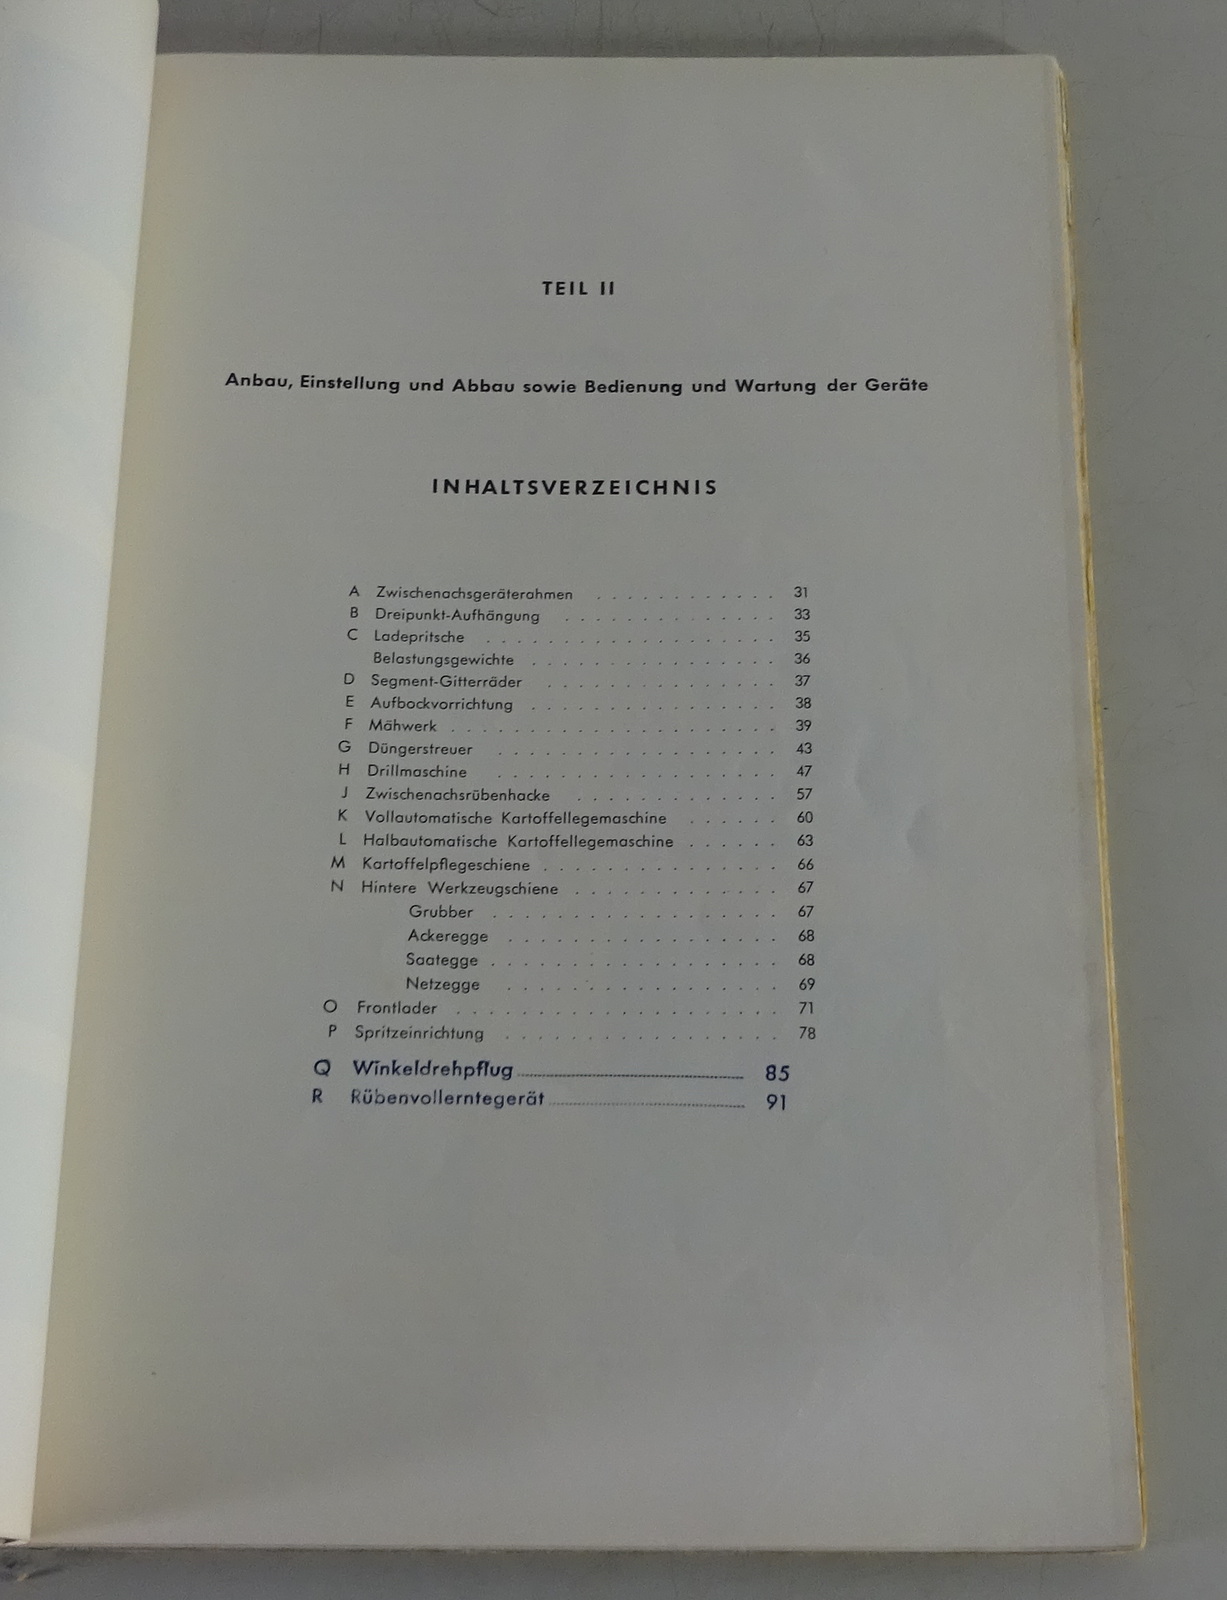 TEIL II
Anbau, Einstellung und Abbau sowie Bedienung und Wartung der Geräte
INHALTSVERZEICHNIS
A Zwischenachsgeräterahmen . . . . . . . . . . . . 31
B Dreipunkt-Aufhängung . . . . . . . . . . . . . . 33
C Ladepritsche . . . . . . . . . . . . . . . . . . . 35
Belastungsgewichte . . . . . . . . . . . . . . . . 36
D Segment-Gitterräder . . . . . . . . . . . . . . . 37
E Aufbockvorrichtung . . . . . . . . . . . . . . . . 38
F Mähwerk . . . . . . . . . . . . . . . . . . . . . 39
G Düngerstreuer . . . . . . . . . . . . . . . . . . 43
H Drillmaschine . . . . . . . . . . . . . . . . . . 47
J Zwischenachsrübenhacke . . . . . . . . . . . . . 57
K Vollautomatische Kartoffellegemaschine . . . . . . 60
L Halbautomatische Kartoffellegemaschine . . . . . . 63
M Kartoffelpflegeschiene . . . . . . . . . . . . . . . 66
N Hintere Werkzeugschiene . . . . . . . . . . . . . 67
Grubber . . . . . . . . . . . . . . . . . . 67
Ackeregge . . . . . . . . . . . . . . . . . 68
Saategge . . . . . . . . . . . . . . . . . . 68
Netzegge . . . . . . . . . . . . . . . . . 69
O Frontlader . . . . . . . . . . . . . . . . . . . . 71
P Spritzeinrichtung . . . . . . . . . . . . . . . . . 78
Q Winkeldrehpflug ........................................ 85
R Rübenvollerntegerät .................................... 91